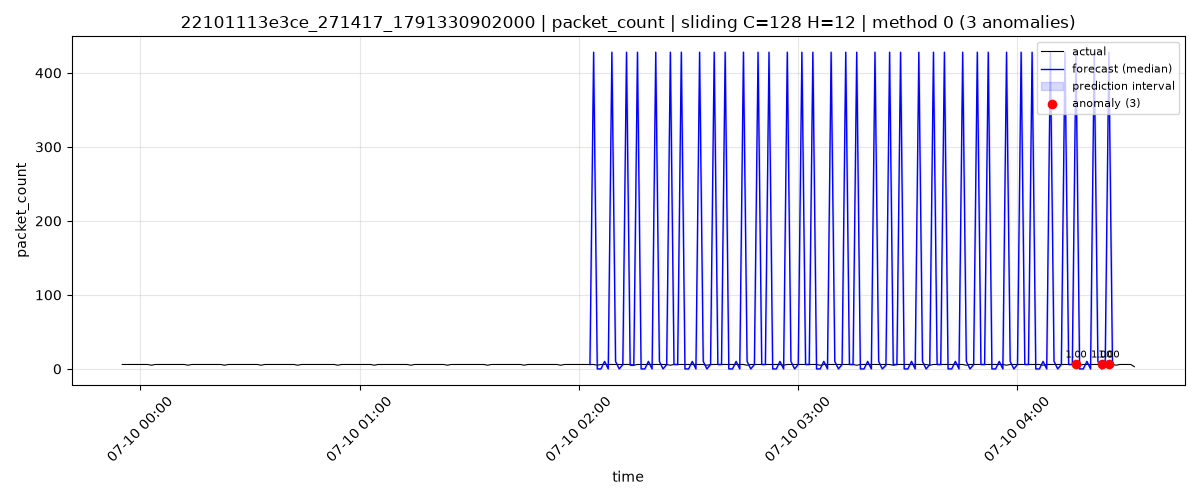 22101113e3ce_271417_1791330902000 | packet_count | sliding C=128 H=12 | method 0 (3 anomalies)
actual
forecast (median)
prediction interval
anomaly (3)
packet_count
400
300
200
100
0
1.00
07-10 00:00
07-10 01:00
07-10 02:00
07-10 03:00
07-10 04:00
time